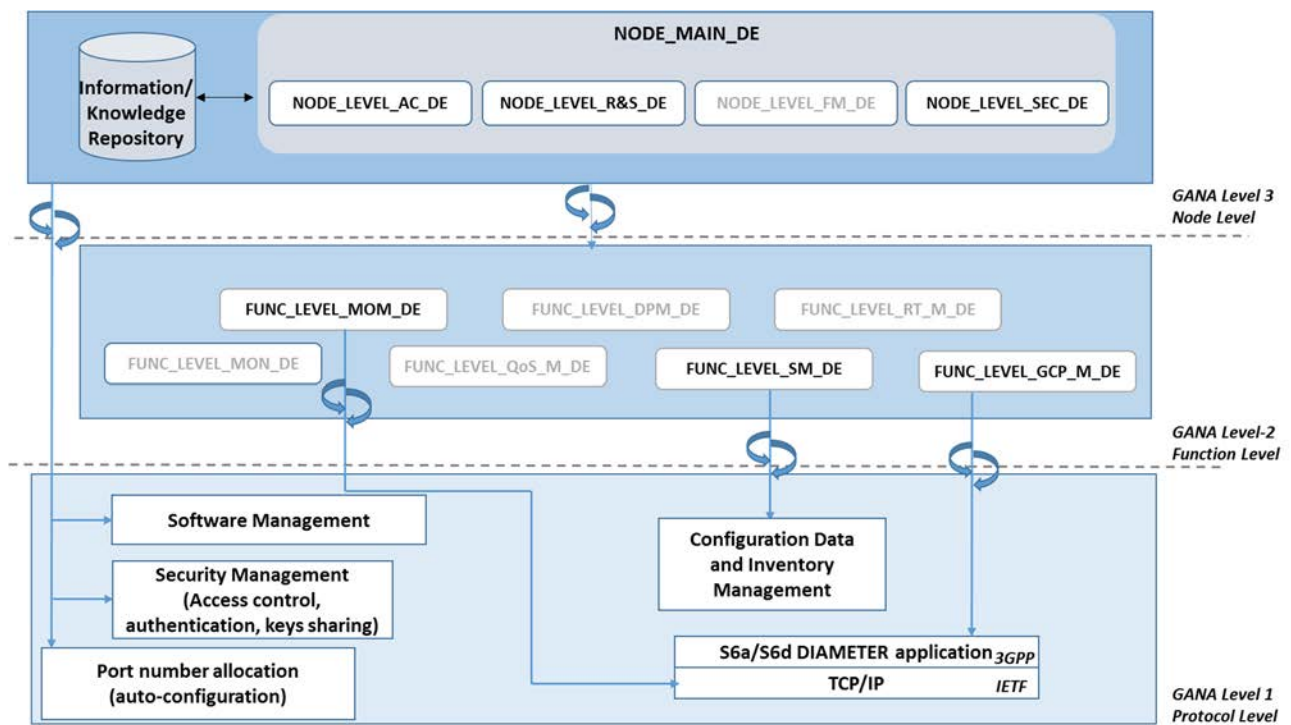 NODE_MAIN_DE
Information/
Knowledge
Repository
NODE_LEVEL_AC_DE
NODE_LEVEL_R&S_DE
NODE_LEVEL_FM_DE
NODE_LEVEL_SEC_DE
GANA Level 3
Node Level
FUNC_LEVEL_MOM_DE
FUNC_LEVEL_DPM_DE
FUNC_LEVEL_RT_M_DE
FUNC_LEVEL_MON_DE
FUNC_LEVEL_QoS_M_DE
FUNC_LEVEL_SM_DE
FUNC_LEVEL_GCP_M_DE
GANA Level-2
Function Level
Software Management
Security Management
(Access control,
authentication, keys sharing)
Port number allocation
(auto-configuration)
Configuration Data
and Inventory
Management
S6a/S6d DIAMETER application 3GPP
TCP/IP IETF
GANA Level 1
Protocol Level